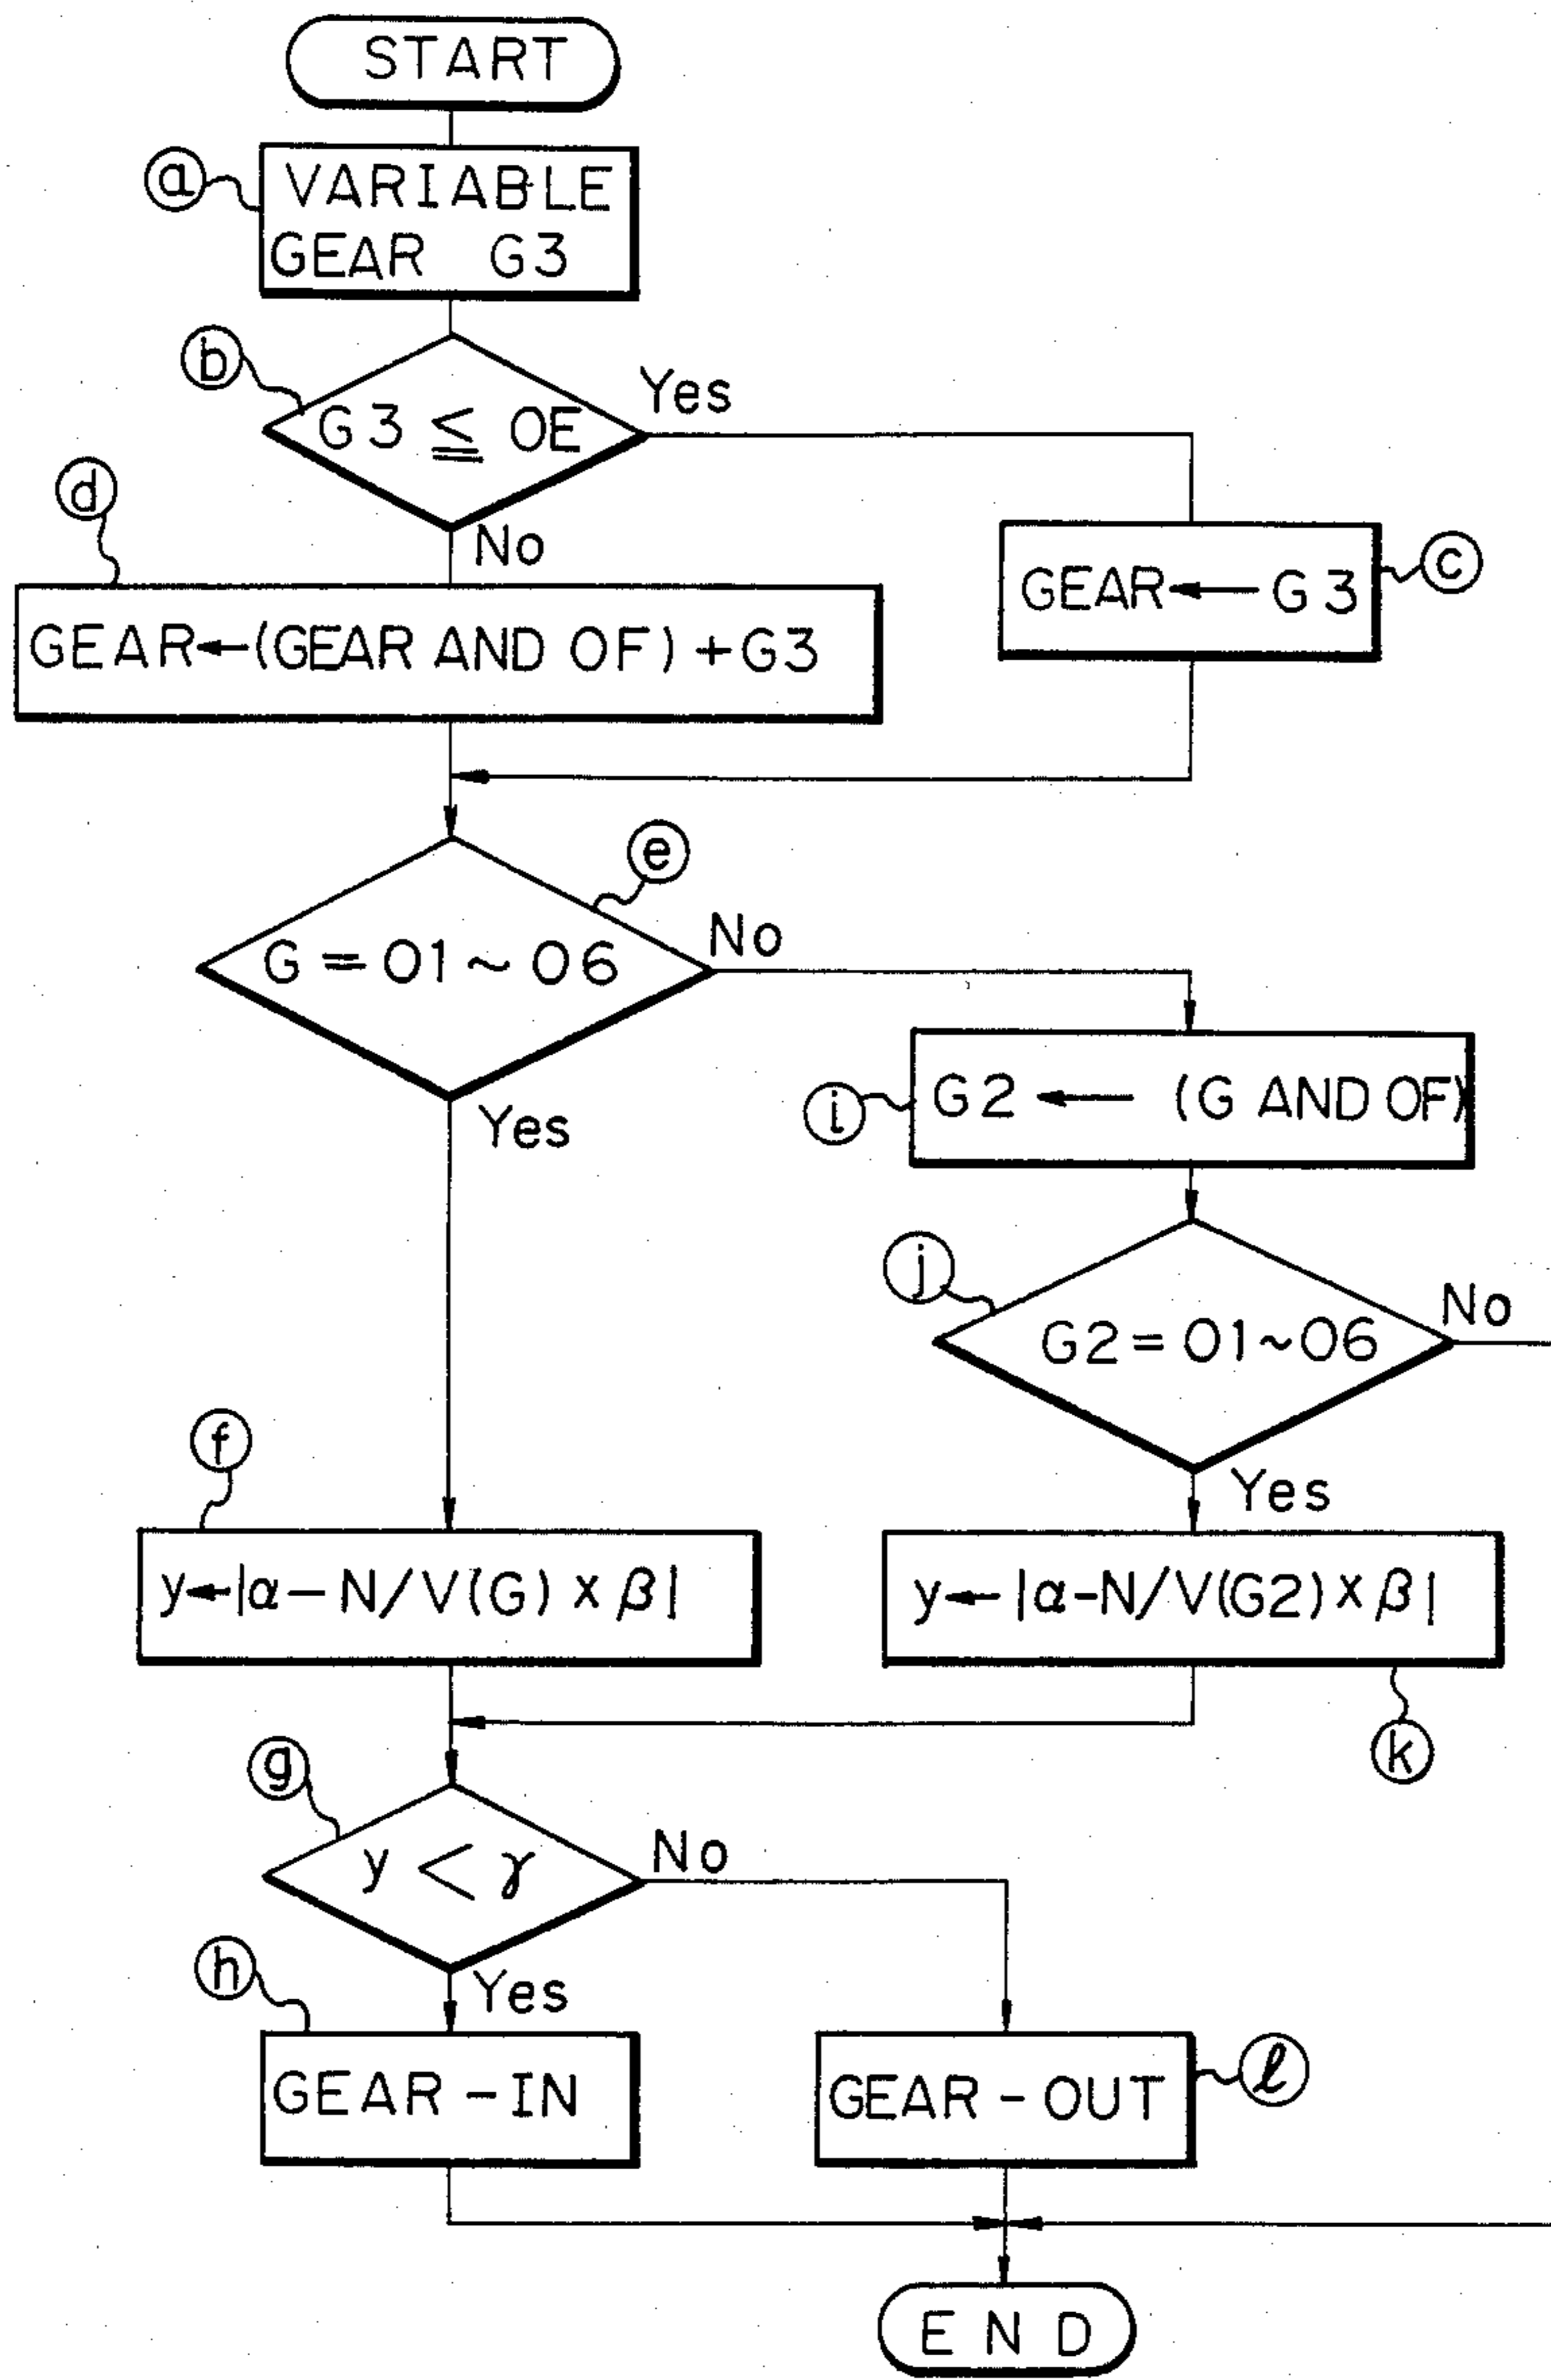 START
ⓐ
VARIABLE
GEAR G3
ⓑ
G3 ≦ OE
Yes
No
ⓒ
GEAR ← G3
ⓓ
GEAR←(GEAR AND OF) + G3
ⓔ
G = 01 ~ 06
No
Yes
ⓘ
G2 ← (G AND OF)
ⓙ
G2 = 01~06
No
Yes
ⓕ
y←|α – N/V(G) x β|
y←|α-N/V(G2) x β|
ⓚ
ⓖ
y < γ
No
Yes
ⓗ
GEAR - IN
GEAR - OUT
ⓛ
END